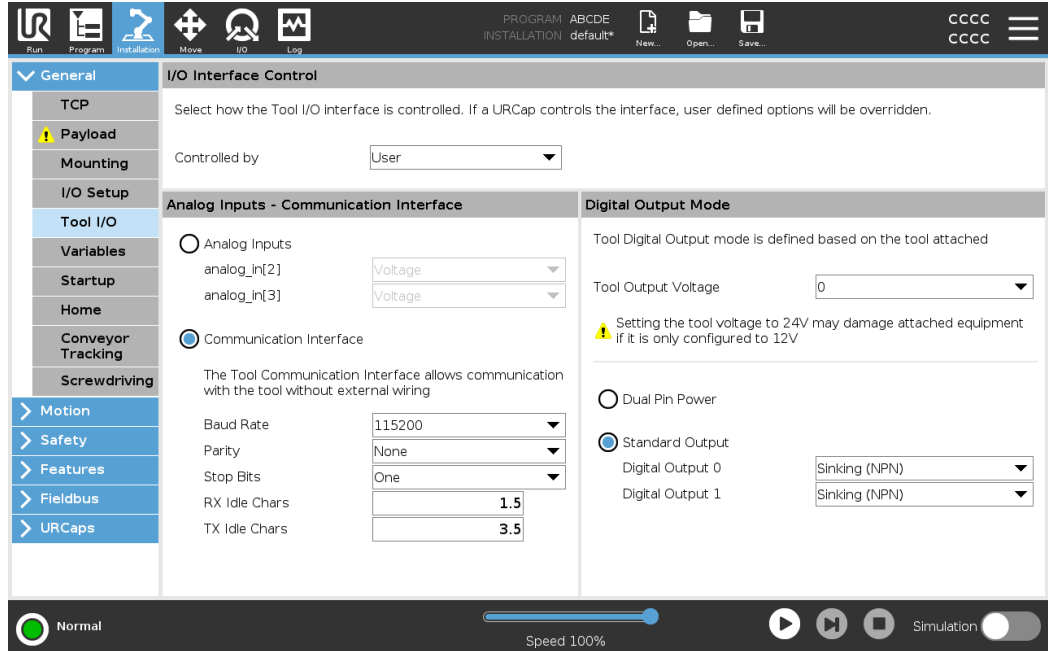 UR
PROGRAM ABCDE
INSTALLATION default*
CCCC
CCCC
Run
Program
Installation
Move
I/O
Log
New...
Open...
Save...
General
TCP
Payload
Mounting
I/O Setup
Tool I/O
Variables
Startup
Home
Conveyor
Tracking
Screwdriving
Motion
Safety
Features
Fieldbus
URCaps
I/O Interface Control
Select how the Tool I/O interface is controlled. If a URCap controls the interface, user defined options will be overridden.
Controlled by User
Analog Inputs - Communication Interface
Analog Inputs
analog_in[2] Voltage
analog_in[3] Voltage
Communication Interface
The Tool Communication Interface allows communication
with the tool without external wiring
Baud Rate 115200
Parity None
Stop Bits One
RX Idle Chars 1.5
TX Idle Chars 3.5
Digital Output Mode
Tool Digital Output mode is defined based on the tool attached
Tool Output Voltage 0
Setting the tool voltage to 24V may damage attached equipment
if it is only configured to 12V
Dual Pin Power
Standard Output
Digital Output 0 Sinking (NPN)
Digital Output 1 Sinking (NPN)
Normal
Speed 100%
Simulation